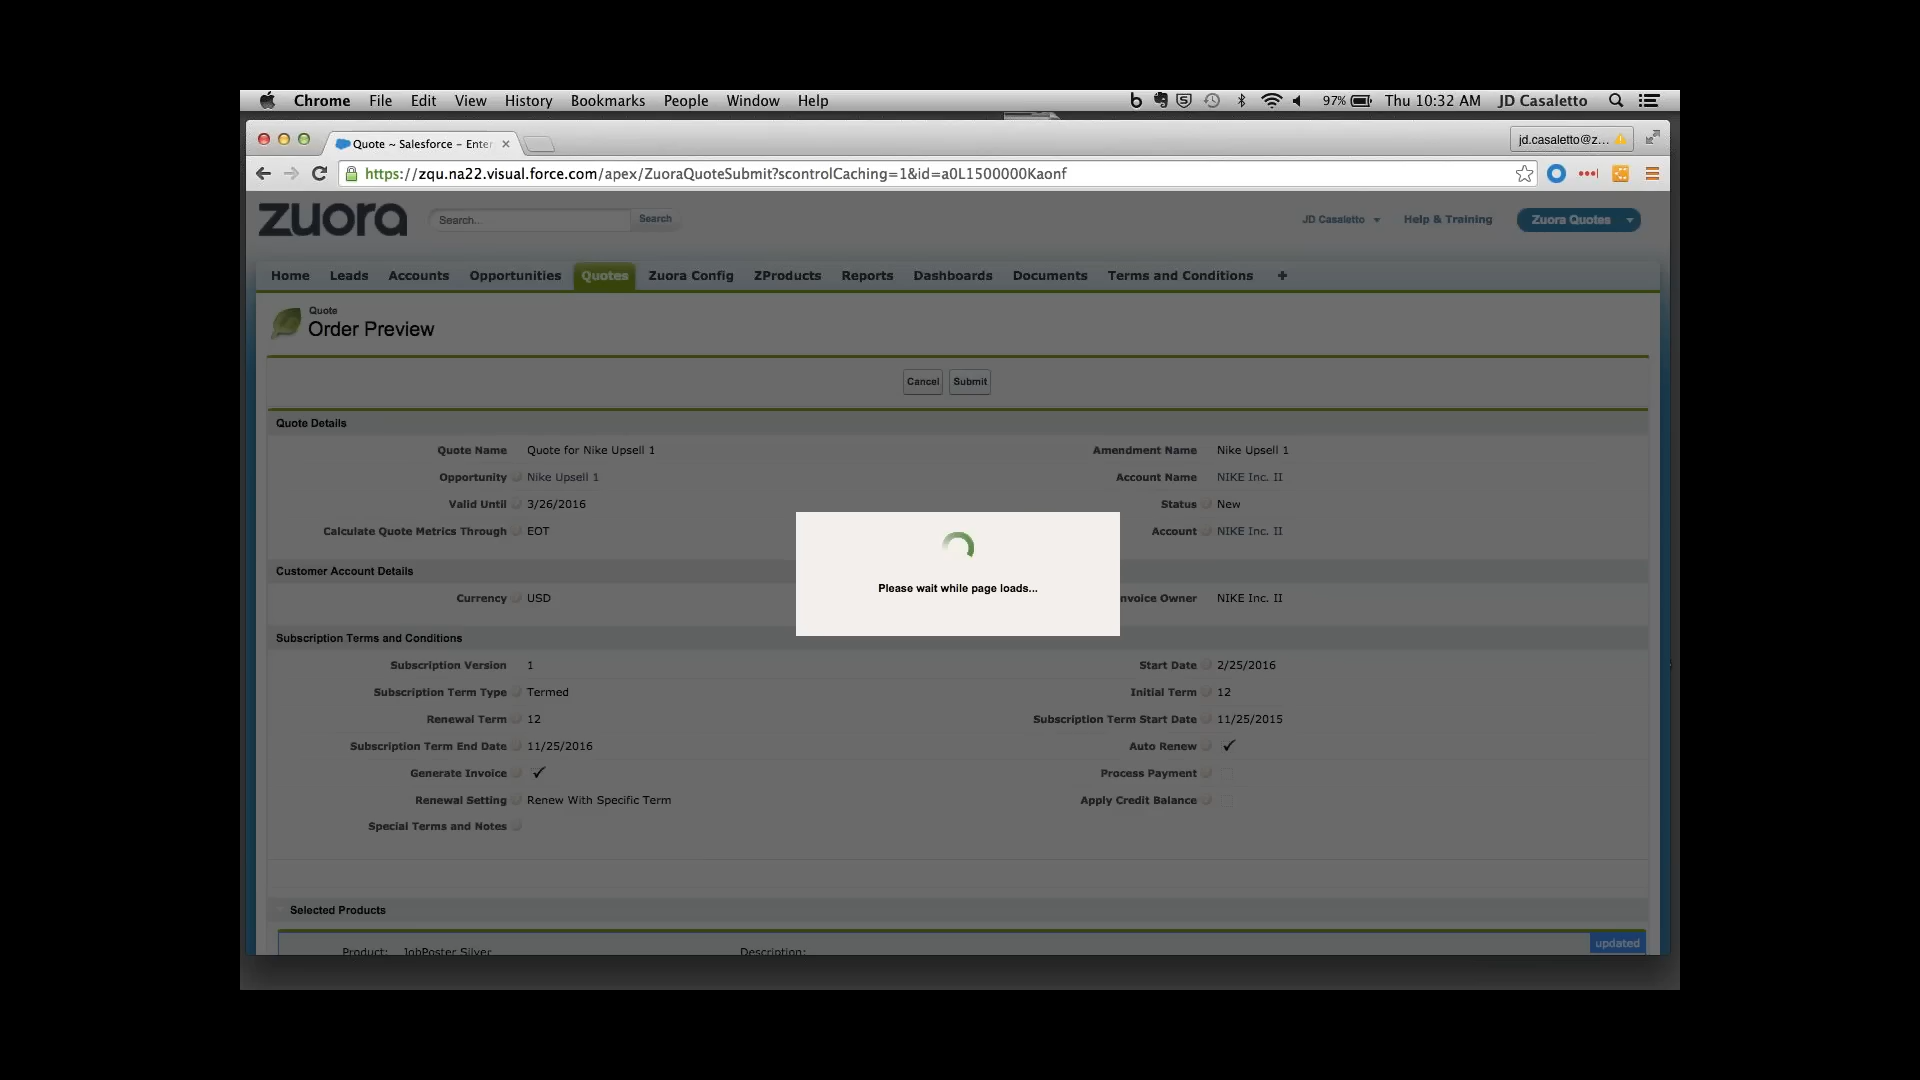 Chrome File Edit View History Bookmarks People Window Help 97% Thu 10:32 AM JD Casaletto
Quote ~ Salesforce - Enter jd.casaletto@z...
https://zqu.na22.visual.force.com/apex/ZuoraQuoteSubmit?scontrolCaching=1&id=a0L1500000Kaonf
zuora Search... Search JD Casaletto Help & Training Zuora Quotes
Home Leads Accounts Opportunities Quotes Zuora Config ZProducts Reports Dashboards Documents Terms and Conditions +
Quote
Order Preview
Cancel Submit
Quote Details
Quote Name Quote for Nike Upsell 1 Amendment Name Nike Upsell 1
Opportunity Nike Upsell 1 Account Name NIKE Inc. II
Valid Until 3/26/2016 Status New
Calculate Quote Metrics Through EOT Account NIKE Inc. II
Please wait while page loads...
Customer Account Details
Currency USD nvoice Owner NIKE Inc. II
Subscription Terms and Conditions
Subscription Version 1 Start Date 2/25/2016
Subscription Term Type Termed Initial Term 12
Renewal Term 12 Subscription Term Start Date 11/25/2015
Subscription Term End Date 11/25/2016 Auto Renew
Generate Invoice Process Payment
Renewal Setting Renew With Specific Term Apply Credit Balance
Special Terms and Notes
Selected Products
updated
Product: JobPoster Silver Description: